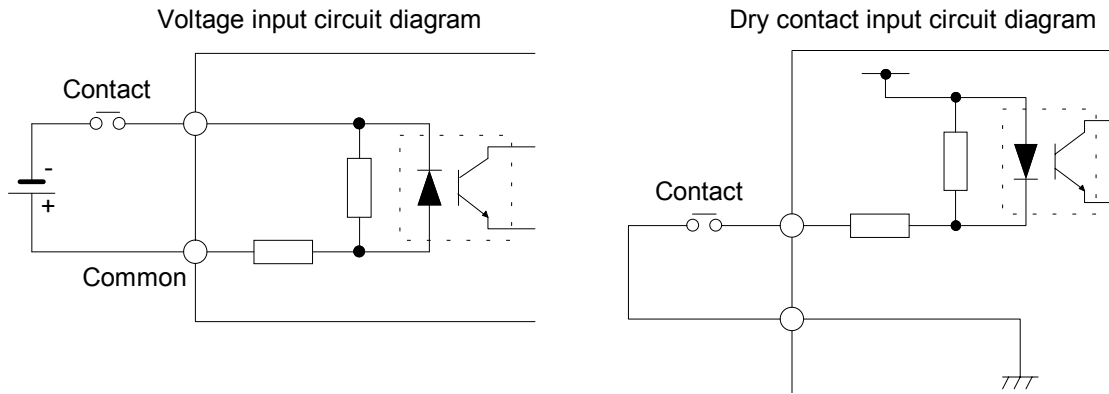 Voltage input circuit diagram
Contact
-
+
Common
Dry contact input circuit diagram
Contact